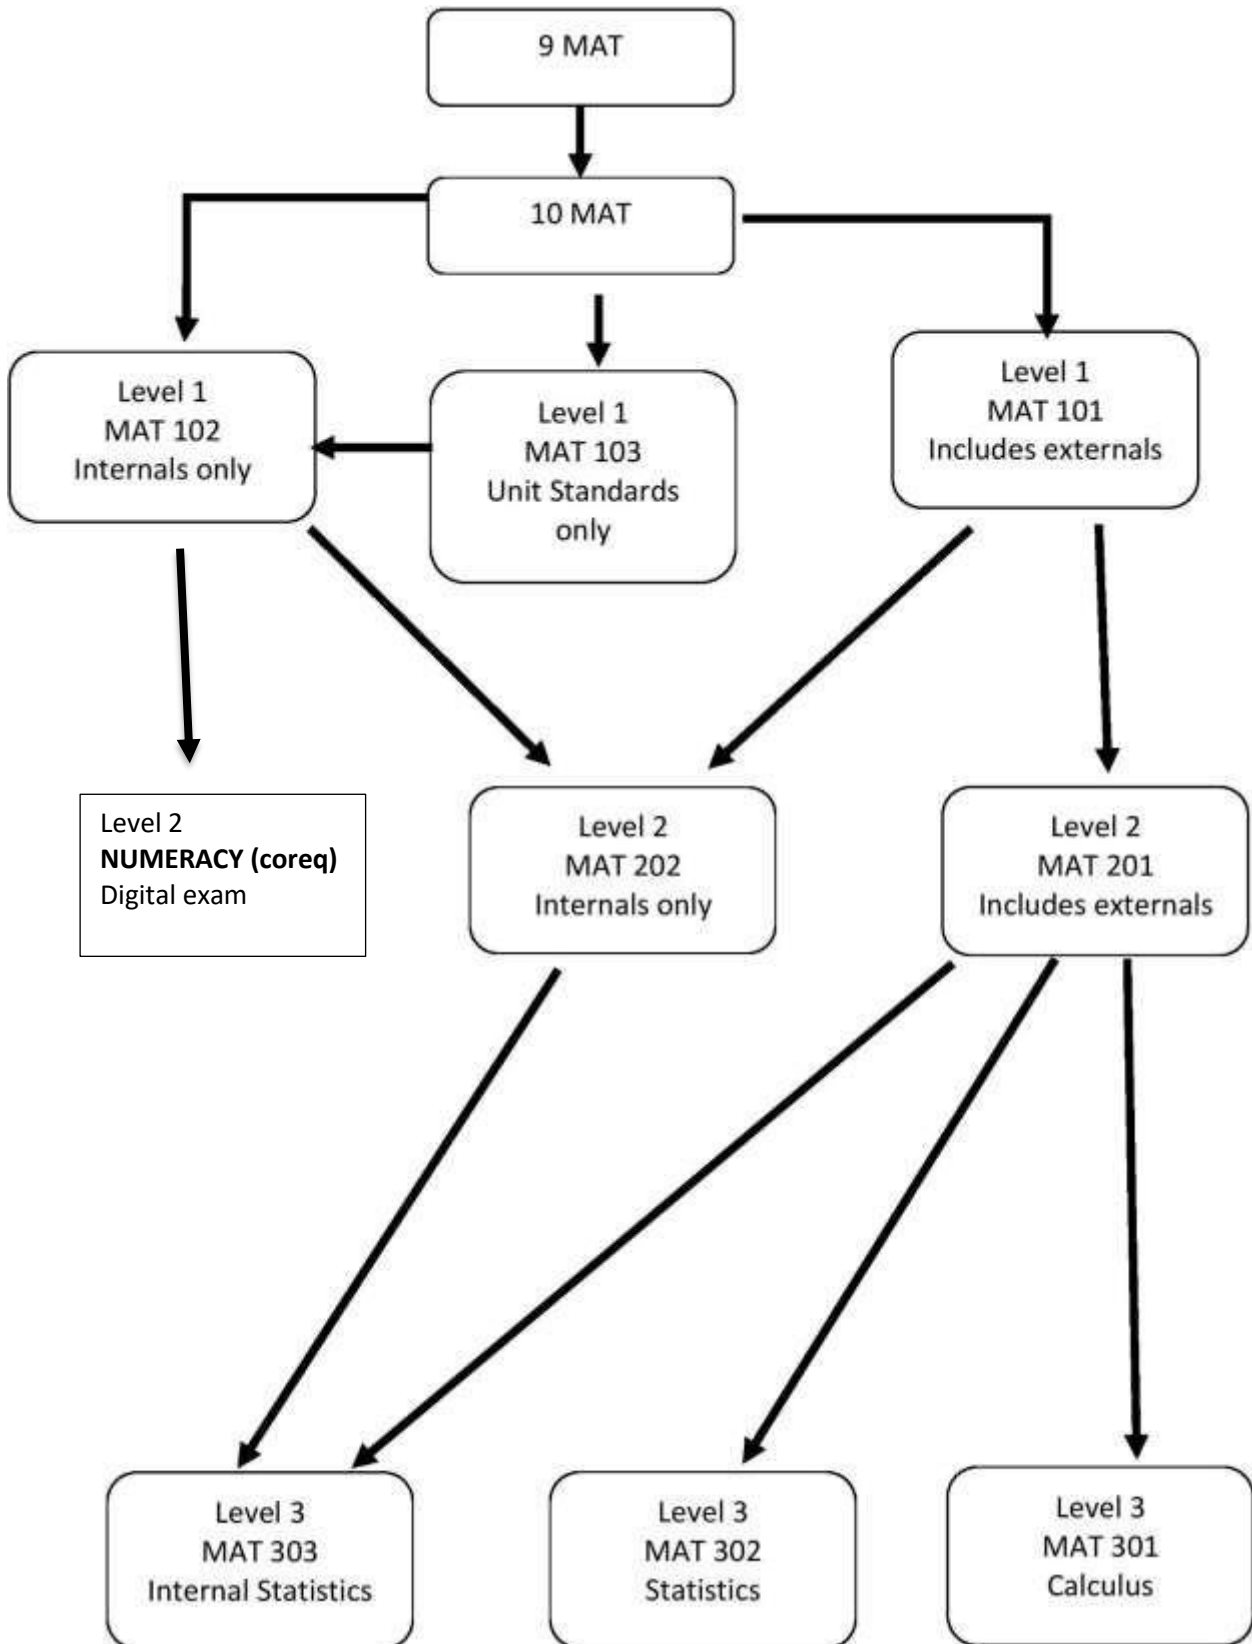 9 MAT
10 MAT
Level 1
MAT 102
Internals only
Level 1
MAT 103
Unit Standards
only
Level 1
MAT 101
Includes externals
Level 2
NUMERACY (coreq)
Digital exam
Level 2
MAT 202
Internals only
Level 2
MAT 201
Includes externals
Level 3
MAT 303
Internal Statistics
Level 3
MAT 302
Statistics
Level 3
MAT 301
Calculus